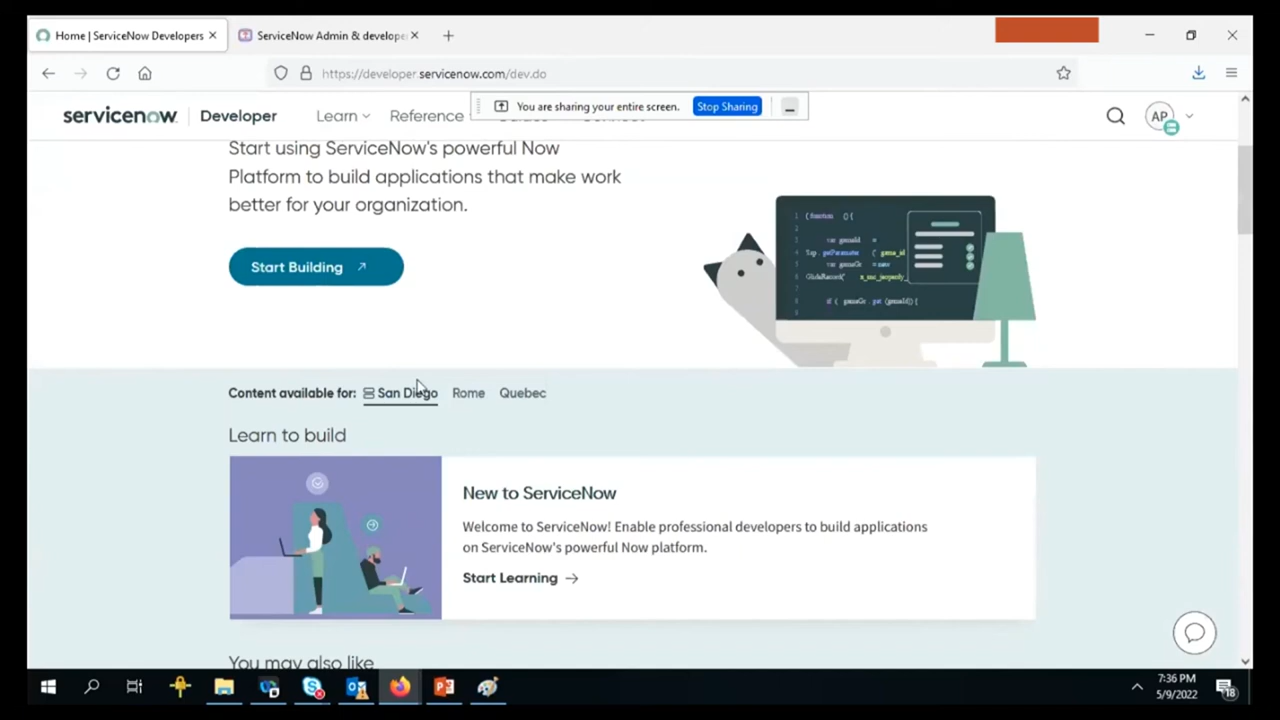 Home | ServiceNow Developers
ServiceNow Admin & develope
https://developer.servicenow.com/dev.do
You are sharing your entire screen. Stop Sharing
servicenow. Developer Learn Reference
AP
Start using ServiceNow's powerful Now
Platform to build applications that make work
better for your organization.
Start Building
Content available for: San Diego Rome Quebec
Learn to build
New to ServiceNow
Welcome to ServiceNow! Enable professional developers to build applications
on ServiceNow's powerful Now platform.
Start Learning
You may also like
7:36 PM
5/9/2022
18